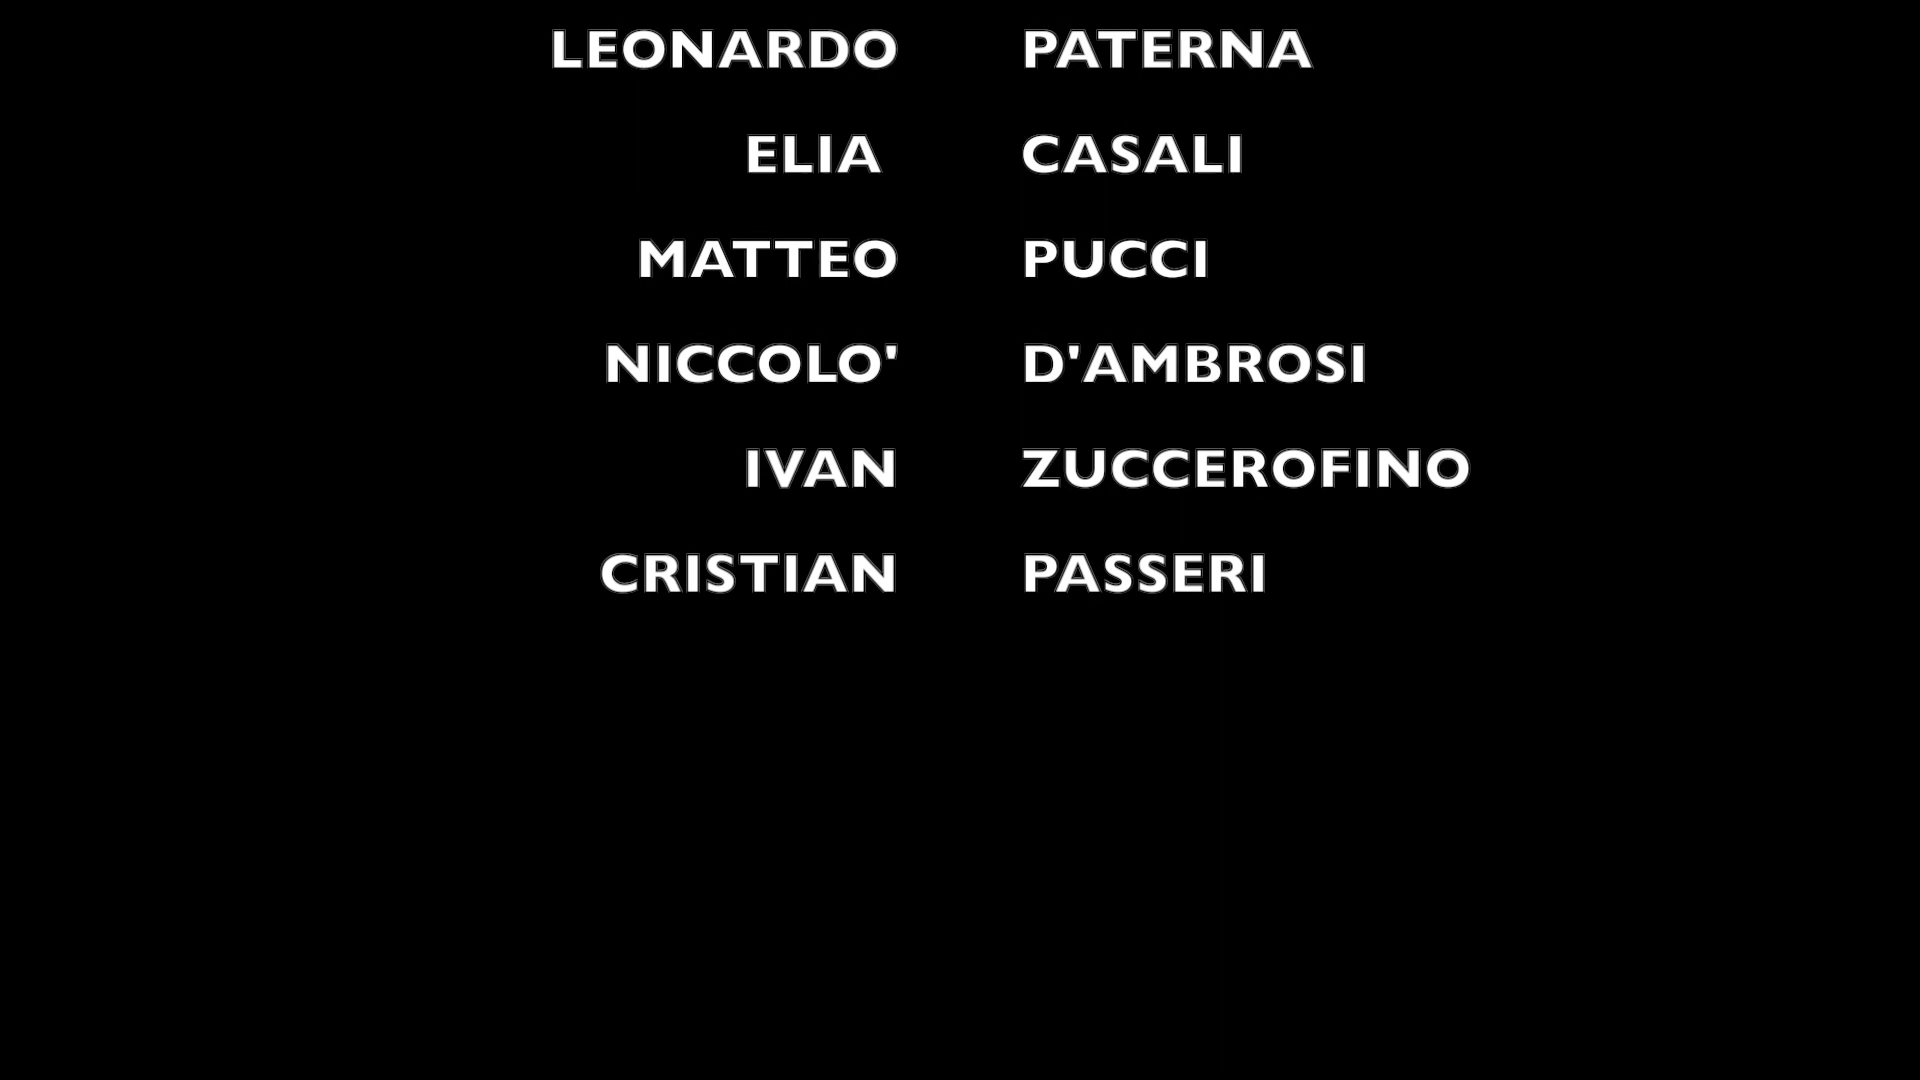 LEONARDO PATERNA
ELIA CASALI
MATTEO PUCCI
NICCOLO' D'AMBROSI
IVAN ZUCCEROFINO
CRISTIAN PASSERI